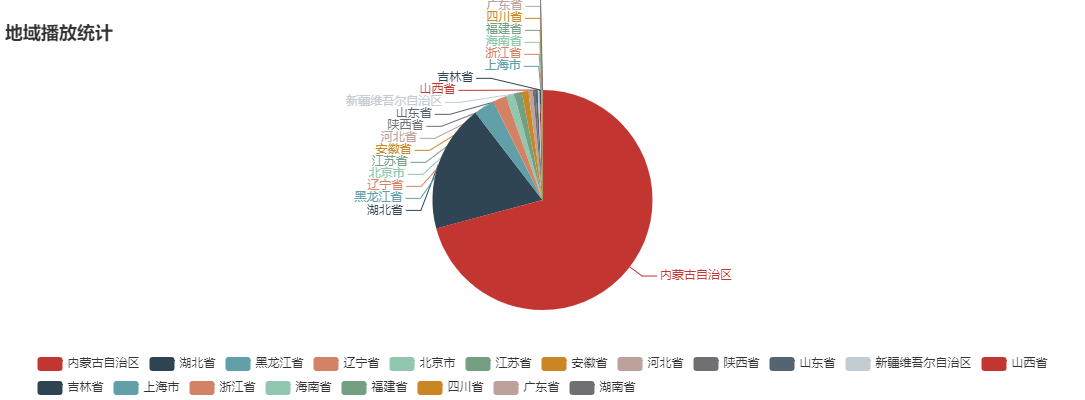 广东省
四川省
地域播放统计
福建省
海南省
浙江省
上海市
吉林省
山西省
新疆维吾尔自治区
山东省
陕西省
河北省
安徽省
江苏省
北京市
辽宁省
黑龙江省
湖北省
内蒙古自治区
内蒙古自治区 湖北省 黑龙江省 辽宁省 北京市 江苏省 安徽省 河北省 陕西省 山东省 新疆维吾尔自治区 山西省
吉林省 上海市 浙江省 海南省 福建省 四川省 广东省 湖南省